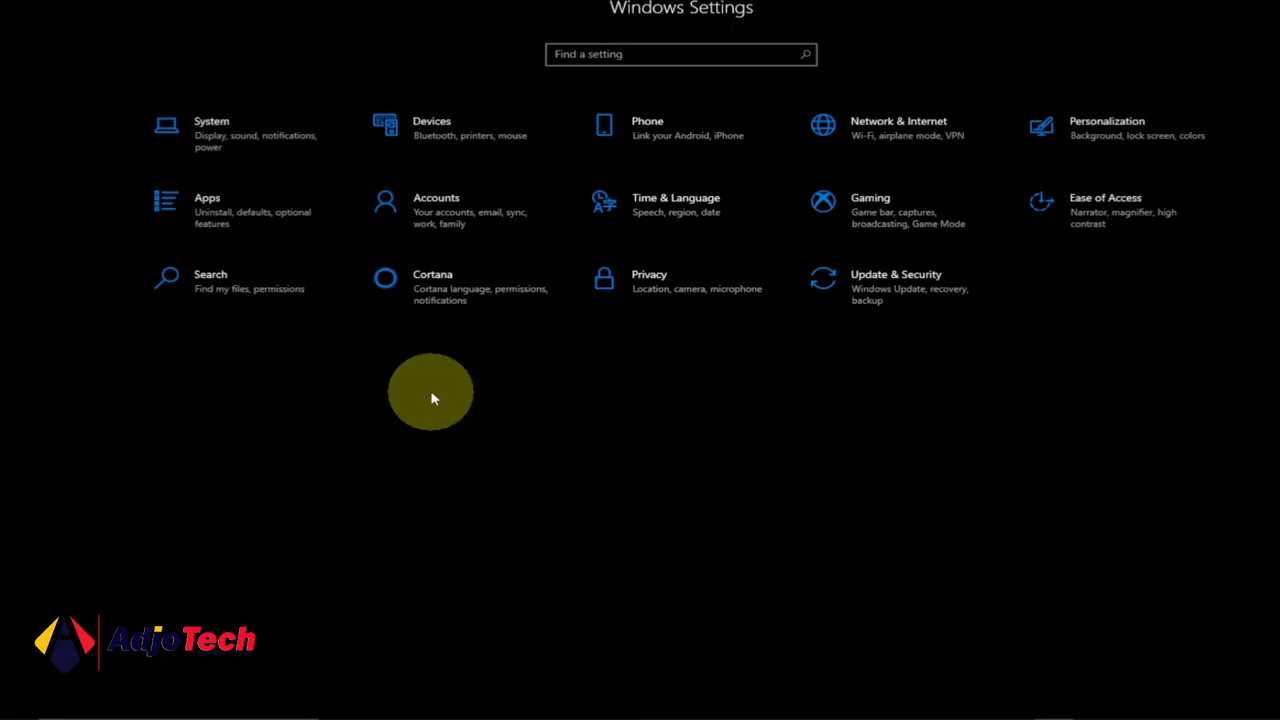 Windows Settings
Find a setting
System
Display, sound, notifications,
power
Devices
Bluetooth, printers, mouse
Phone
Link your Android, iPhone
Network & Internet
Wi-Fi, airplane mode, VPN
Personalization
Background, lock screen, colors
Apps
Uninstall, defaults, optional
features
Accounts
Your accounts, email, sync,
work, family
Time & Language
Speech, region, date
Gaming
Game bar, captures,
broadcasting, Game Mode
Ease of Access
Narrator, magnifier, high
contrast
Search
Find my files, permissions
Cortana
Cortana language, permissions,
notifications
Privacy
Location, camera, microphone
Update & Security
Windows Update, recovery,
backup
AdjoTech